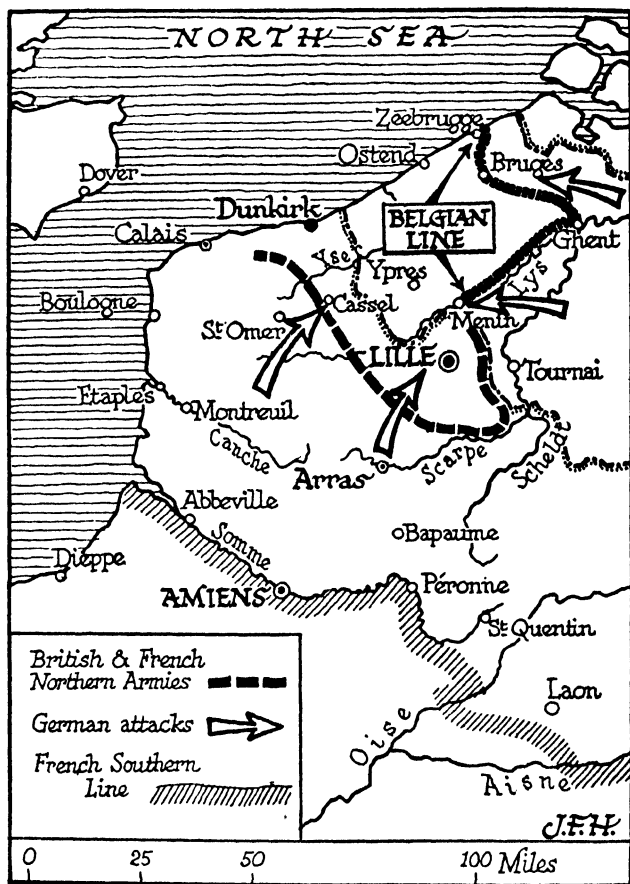 NORTH SEA
Zeebrugge
Ostend
Bruges
Dover
Dunkirk
BELGIAN
LINE
Ghent
Calais
Yse
Ypres
Lys
Boulogne
Cassel
St Omer
Menin
LILLE
Tournai
Etaples
Montreuil
Canche
Arras
Scarpe
Scheldt
Abbeville
Somme
Bapaume
Dieppe
AMIENS
Péronne
St Quentin
Laon
Oise
Aisne
British & French
Northern Armies
German attacks
French Southern
Line
J.F.H.
0 25 50 100 Miles